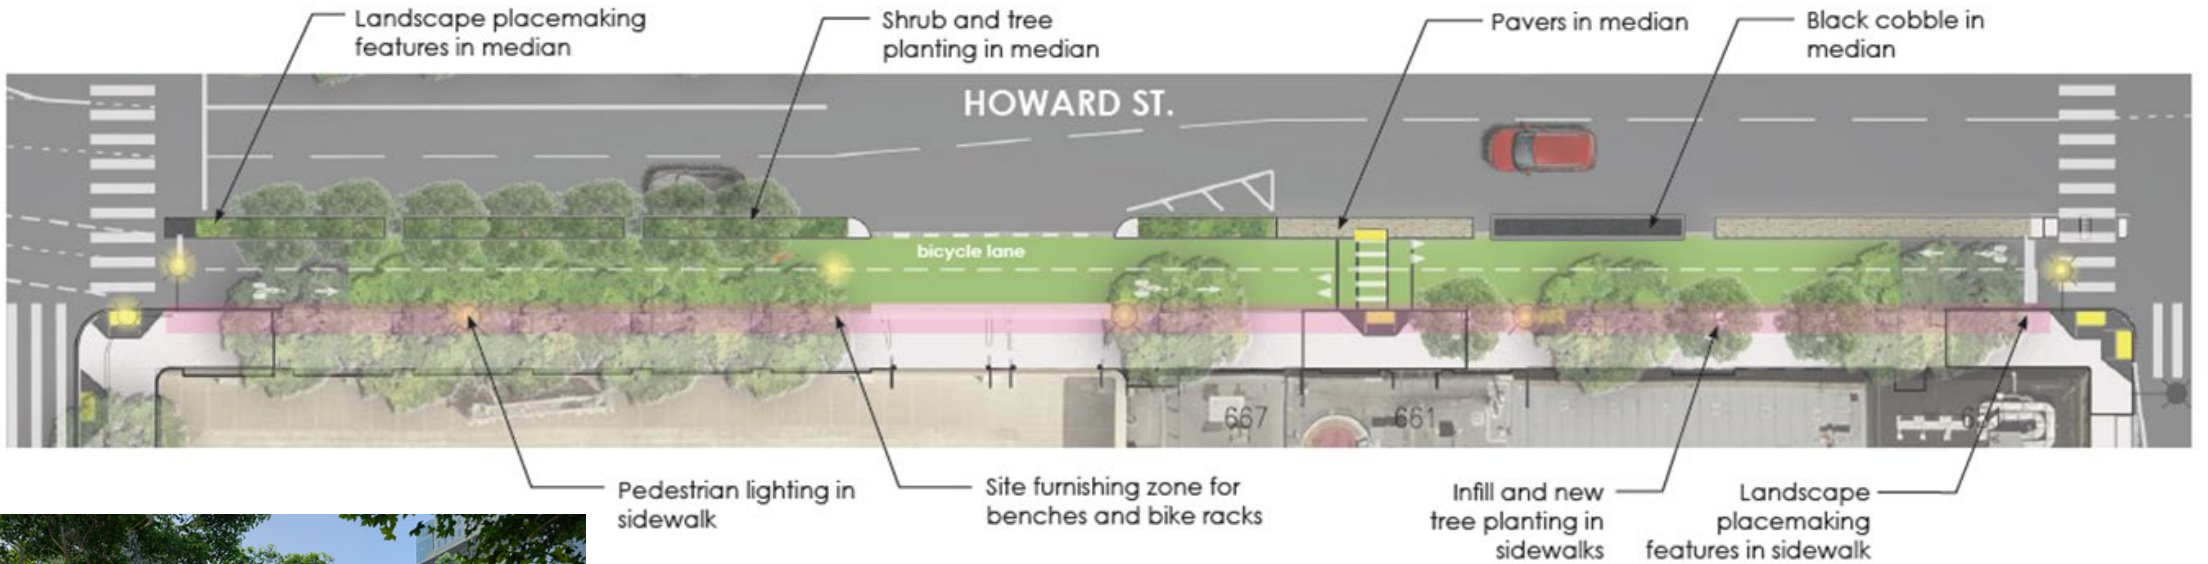 Landscape placemaking
features in median
Shrub and tree
planting in median
Pavers in median
Black cobble in
median
HOWARD ST.
bicycle lane
667
661
Pedestrian lighting in
sidewalk
Site furnishing zone for
benches and bike racks
Infill and new
tree planting in
sidewalks
Landscape
placemaking
features in sidewalk